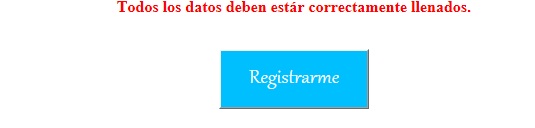 Todos los datos deben estár correctamente llenados.
Registrarme